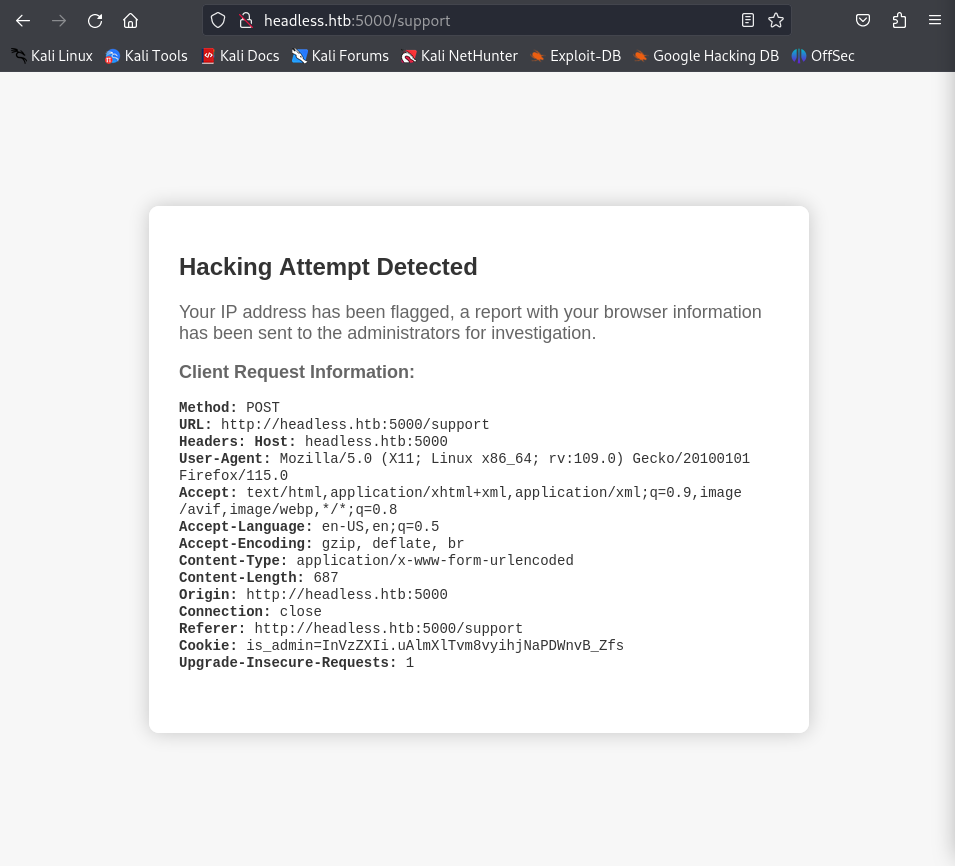 headless.htb:5000/support
Kali Linux Kali Tools Kali Docs Kali Forums Kali NetHunter Exploit-DB Google Hacking DB OffSec
Hacking Attempt Detected
Your IP address has been flagged, a report with your browser information
has been sent to the administrators for investigation.
Client Request Information:
Method: POST
URL: http://headless.htb:5000/support
Headers: Host: headless.htb:5000
User-Agent: Mozilla/5.0 (X11; Linux x86_64; rv:109.0) Gecko/20100101
Firefox/115.0
Accept: text/html,application/xhtml+xml,application/xml;q=0.9,image
/avif,image/webp,*/*;q=0.8
Accept-Language: en-US,en;q=0.5
Accept-Encoding: gzip, deflate, br
Content-Type: application/x-www-form-urlencoded
Content-Length: 687
Origin: http://headless.htb:5000
Connection: close
Referer: http://headless.htb:5000/support
Cookie: is_admin=InVzZXIi.uAlmXlTvm8vyihjNaPDWnvB_Zfs
Upgrade-Insecure-Requests: 1